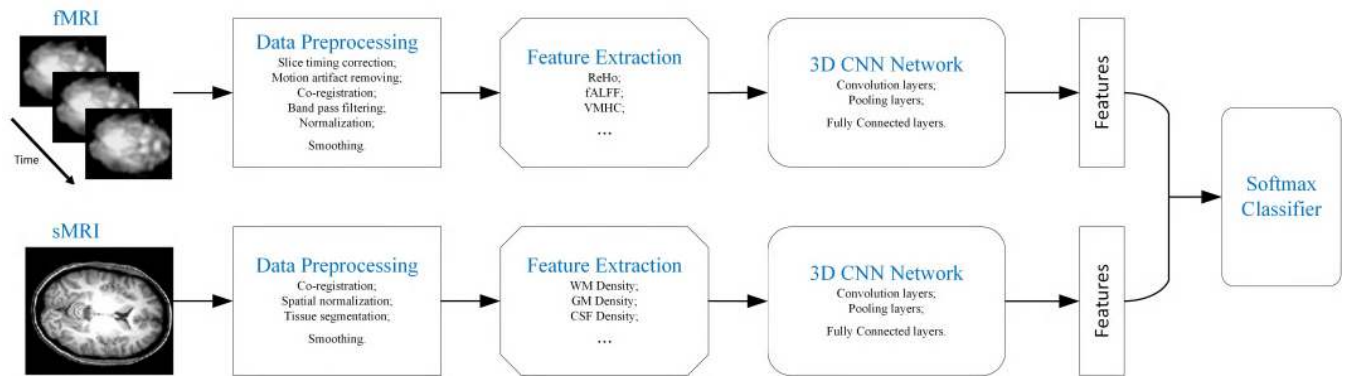 fMRI
Time
Data Preprocessing
Slice timing correction;
Motion artifact removing;
Co-registration;
Band pass filtering;
Normalization;
Smoothing.
Feature Extraction
ReHo;
fALFF;
VMHC;
...
3D CNN Network
Convolution layers;
Pooling layers;
Fully Connected layers.
Features
sMRI
Data Preprocessing
Co-registration;
Spatial normalization;
Tissue segmentation;
Smoothing.
Feature Extraction
WM Density;
GM Density;
CSF Density;
...
3D CNN Network
Convolution layers;
Pooling layers;
Fully Connected layers.
Features
Softmax
Classifier